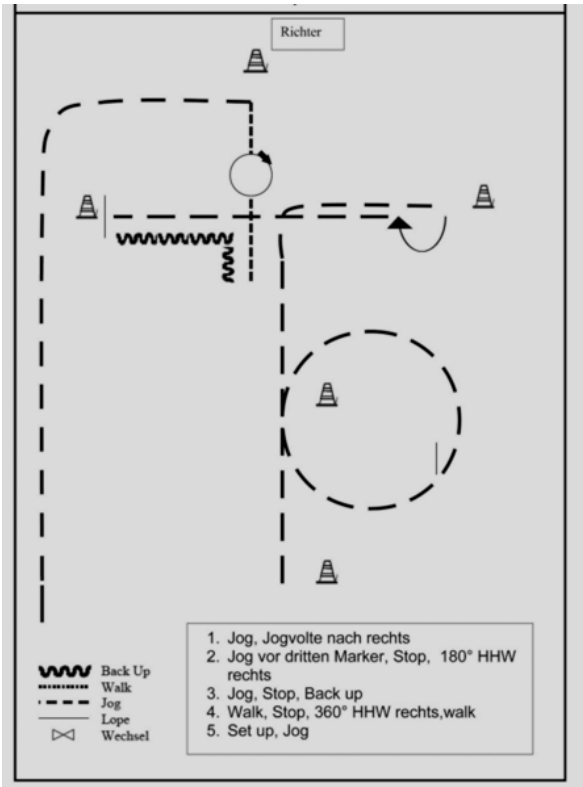 Richter
1. Jog, Jogvolte nach rechts
2. Jog vor dritten Marker, Stop, 180° HHW
rechts
3. Jog, Stop, Back up
4. Walk, Stop, 360° HHW rechts,walk
5. Set up, Jog
Back Up
Walk
Jog
Lope
Wechsel